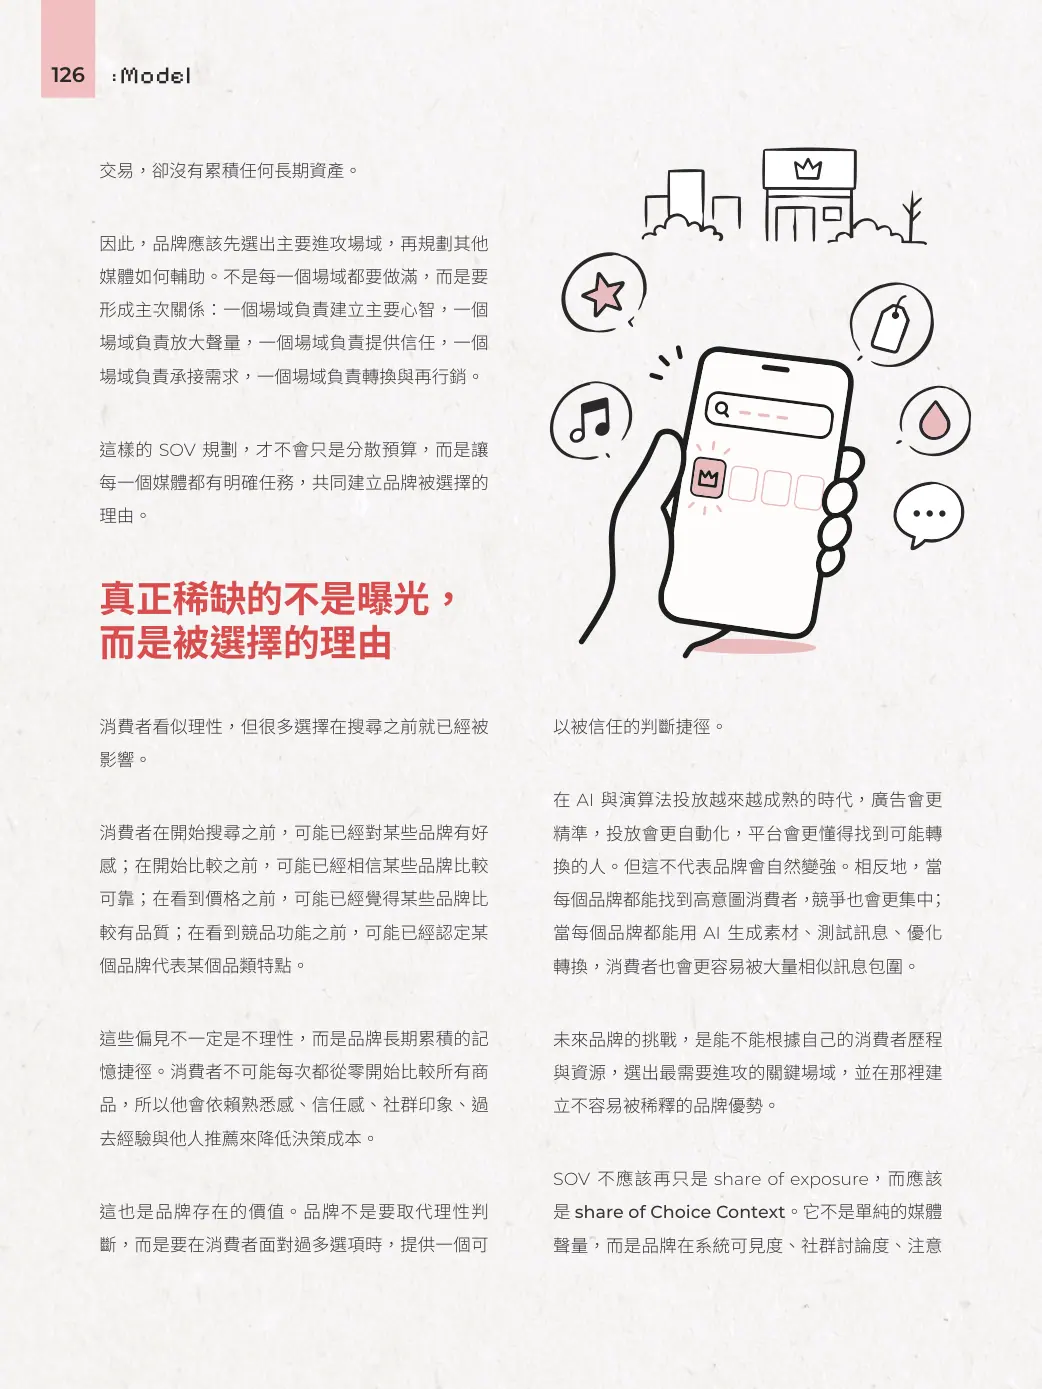 126
:Model
交易，卻沒有累積任何長期資產。
因此，品牌應該先選出主要進攻場域，再規劃其他
媒體如何輔助。不是每一個場域都要做滿，而是要
形成主次關係：一個場域負責建立主要心智，一個
場域負責放大聲量，一個場域負責提供信任，一個
場域負責承接需求，一個場域負責轉換與再行銷。
這樣的 SOV 規劃，才不會只是分散預算，而是讓
每一個媒體都有明確任務，共同建立品牌被選擇的
理由。
真正稀缺的不是曝光，
而是被選擇的理由
消費者看似理性，但很多選擇在搜尋之前就已經被
影響。
消費者在開始搜尋之前，可能已經對某些品牌有好
感；在開始比較之前，可能已經相信某些品牌比較
可靠；在看到價格之前，可能已經覺得某些品牌比
較有品質；在看到競品功能之前，可能已經認定某
個品牌代表某個品類特點。
這些偏見不一定是不理性，而是品牌長期累積的記
憶捷徑。消費者不可能每次都從零開始比較所有商
品，所以他會依賴熟悉感、信任感、社群印象、過
去經驗與他人推薦來降低決策成本。
這也是品牌存在的價值。品牌不是要取代理性判
斷，而是要在消費者面對過多選項時，提供一個可
以被信任的判斷捷徑。
在 AI 與演算法投放越來越成熟的時代，廣告會更
精準，投放會更自動化，平台會更懂得找到可能轉
換的人。但這不代表品牌會自然變強。相反地，當
每個品牌都能找到高意圖消費者，競爭也會更集中；
當每個品牌都能用 AI 生成素材、測試訊息、優化
轉換，消費者也會更容易被大量相似訊息包圍。
未來品牌的挑戰，是能不能根據自己的消費者歷程
與資源，選出最需要進攻的關鍵場域，並在那裡建
立不容易被稀釋的品牌優勢。
SOV 不應該再只是 share of exposure，而應該
是 share of Choice Context。它不是單純的媒體
聲量，而是品牌在系統可見度、社群討論度、注意